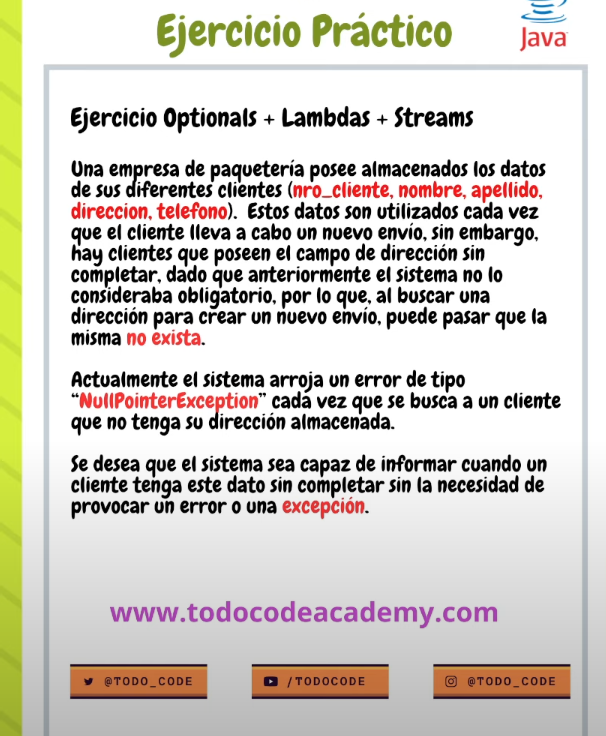 Ejercicio Práctico
Java
Ejercicio Optionals + Lambdas + Streams
Una empresa de paquetería posee almacenados los datos
de sus diferentes clientes (nro_cliente, nombre, apellido,
direccion, telefono). Estos datos son utilizados cada vez
que el cliente lleva a cabo un nuevo envío, sin embargo,
hay clientes que poseen el campo de dirección sin
completar, dado que anteriormente el sistema no lo
consideraba obligatorio, por lo que, al buscar una
dirección para crear un nuevo envío, puede pasar que la
misma no exista.
Actualmente el sistema arroja un error de tipo
“NullPointerException” cada vez que se busca a un cliente
que no tenga su dirección almacenada.
Se desea que el sistema sea capaz de informar cuando un
cliente tenga este dato sin completar sin la necesidad de
provocar un error o una excepción.
www.todocodeacademy.com
@TODO_CODE
/TODOCODE
@TODO_CODE